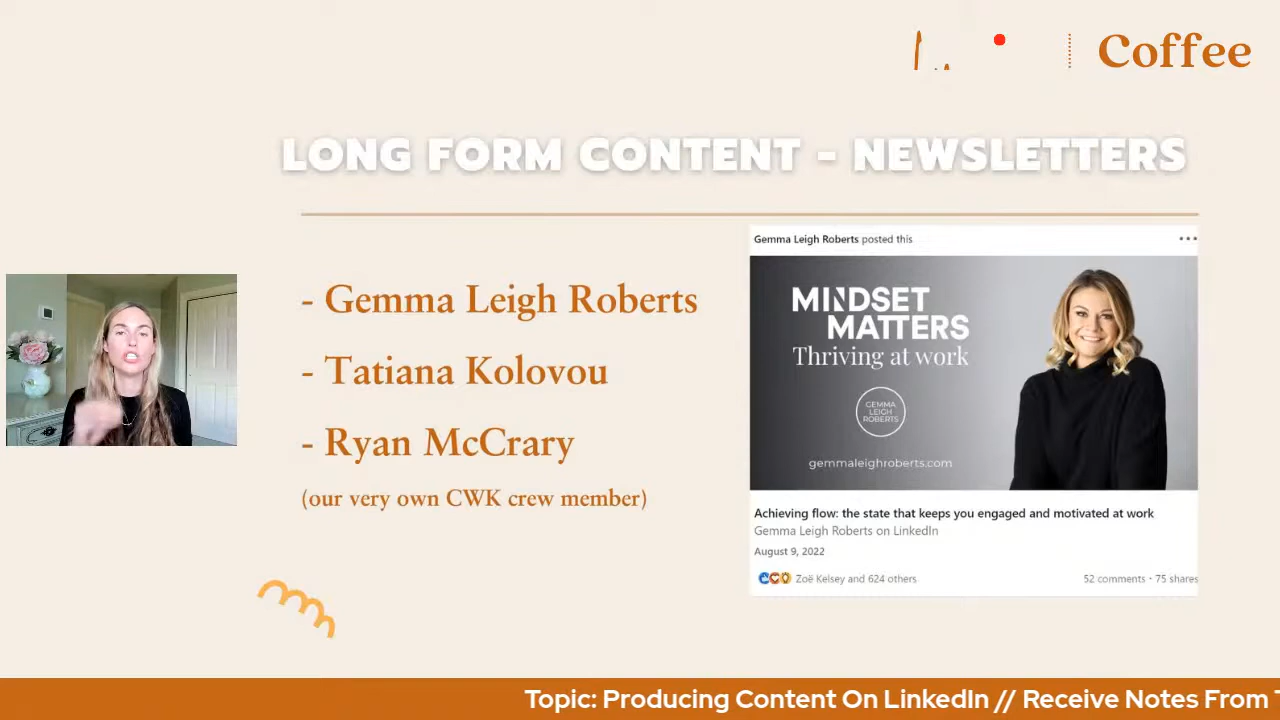 Coffee
LONG FORM CONTENT - NEWSLETTERS
- Gemma Leigh Roberts
- Tatiana Kolovou
- Ryan McCrary
(our very own CWK crew member)
Gemma Leigh Roberts posted this
MINDSET
MATTERS
Thriving at work
GEMMA
LEIGH
ROBERTS
gemmaleighroberts.com
Achieving flow: the state that keeps you engaged and motivated at work
Gemma Leigh Roberts on LinkedIn
August 9, 2022
Zoë Kelsey and 624 others
52 comments • 75 shares
Topic: Producing Content On LinkedIn // Receive Notes From